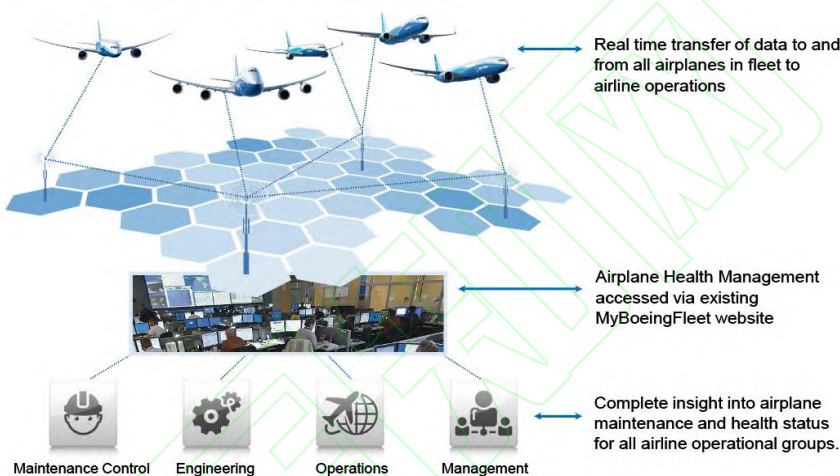 Real time transfer of data to and
from all airplanes in fleet to
airline operations
Airplane Health Management
accessed via existing
MyBoeingFleet website
Complete insight into airplane
maintenance and health status
for all airline operational groups.
Maintenance Control
Engineering
Operations
Management